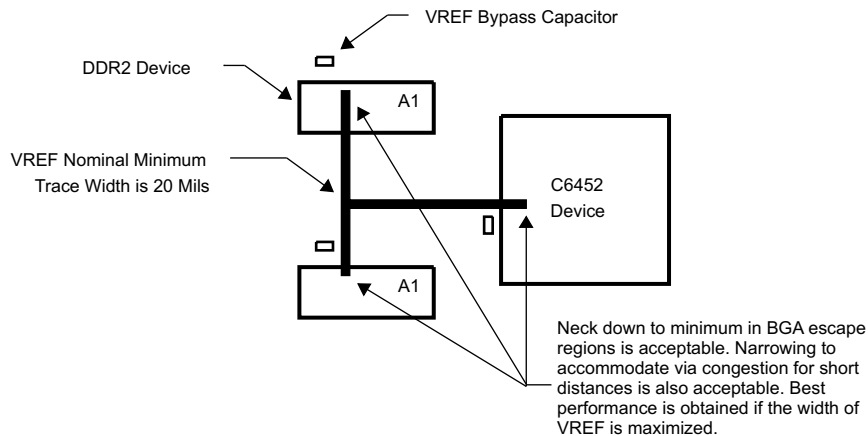 VREF Bypass Capacitor
DDR2 Device
A1
VREF Nominal Minimum
Trace Width is 20 Mils
C6452
Device
A1
Neck down to minimum in BGA escape
regions is acceptable. Narrowing to
accommodate via congestion for short
distances is also acceptable. Best
performance is obtained if the width of
VREF is maximized.